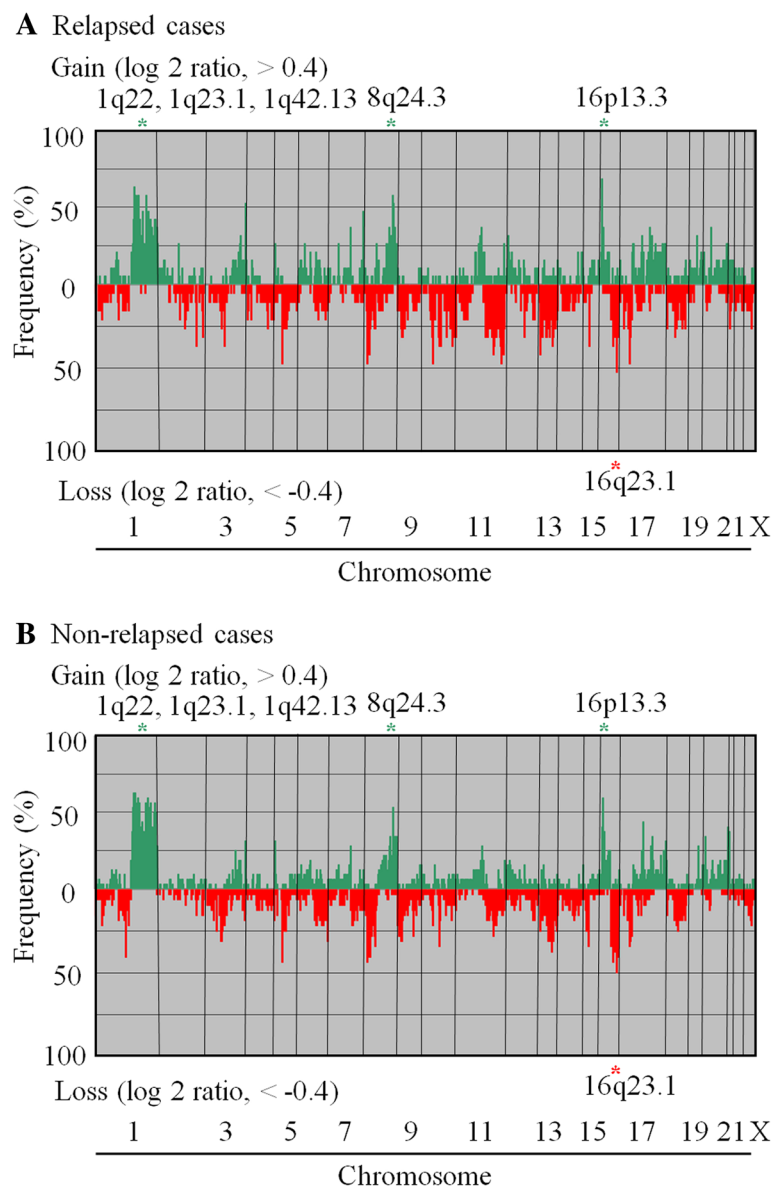 A Relapsed cases
Gain (log 2 ratio, > 0.4)
1q22, 1q23.1, 1q42.13 8q24.3 16p13.3
* * *
100
50
0
50
100
Frequency (%)
*
Loss (log 2 ratio, < -0.4) 16q23.1
1 3 5 7 9 11 13 15 17 19 21 X
Chromosome
B Non-relapsed cases
Gain (log 2 ratio, > 0.4)
1q22, 1q23.1, 1q42.13 8q24.3 16p13.3
* * *
100
50
0
50
100
Frequency (%)
*
Loss (log 2 ratio, < -0.4) 16q23.1
1 3 5 7 9 11 13 15 17 19 21 X
Chromosome